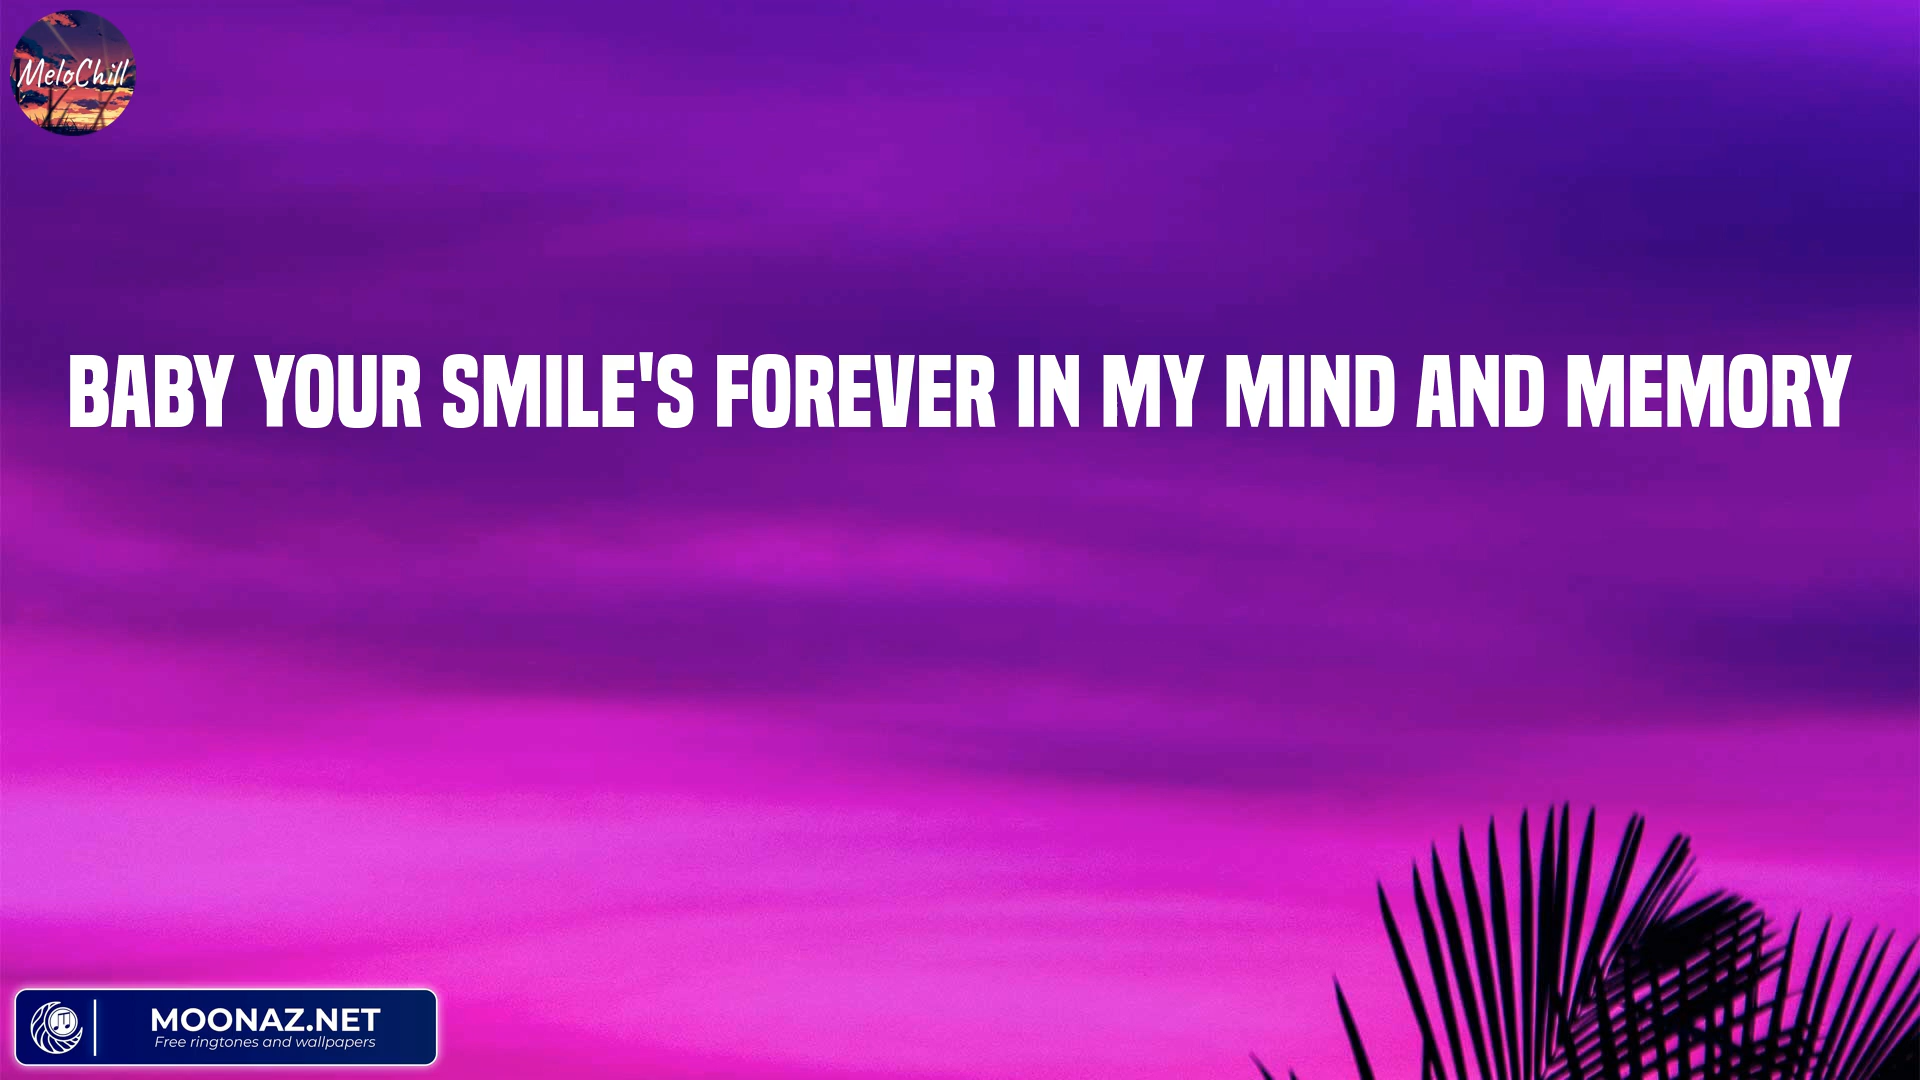 MeloChill
BABY YOUR SMILE'S FOREVER IN MY MIND AND MEMORY
MOONAZ.NET
Free ringtones and wallpapers